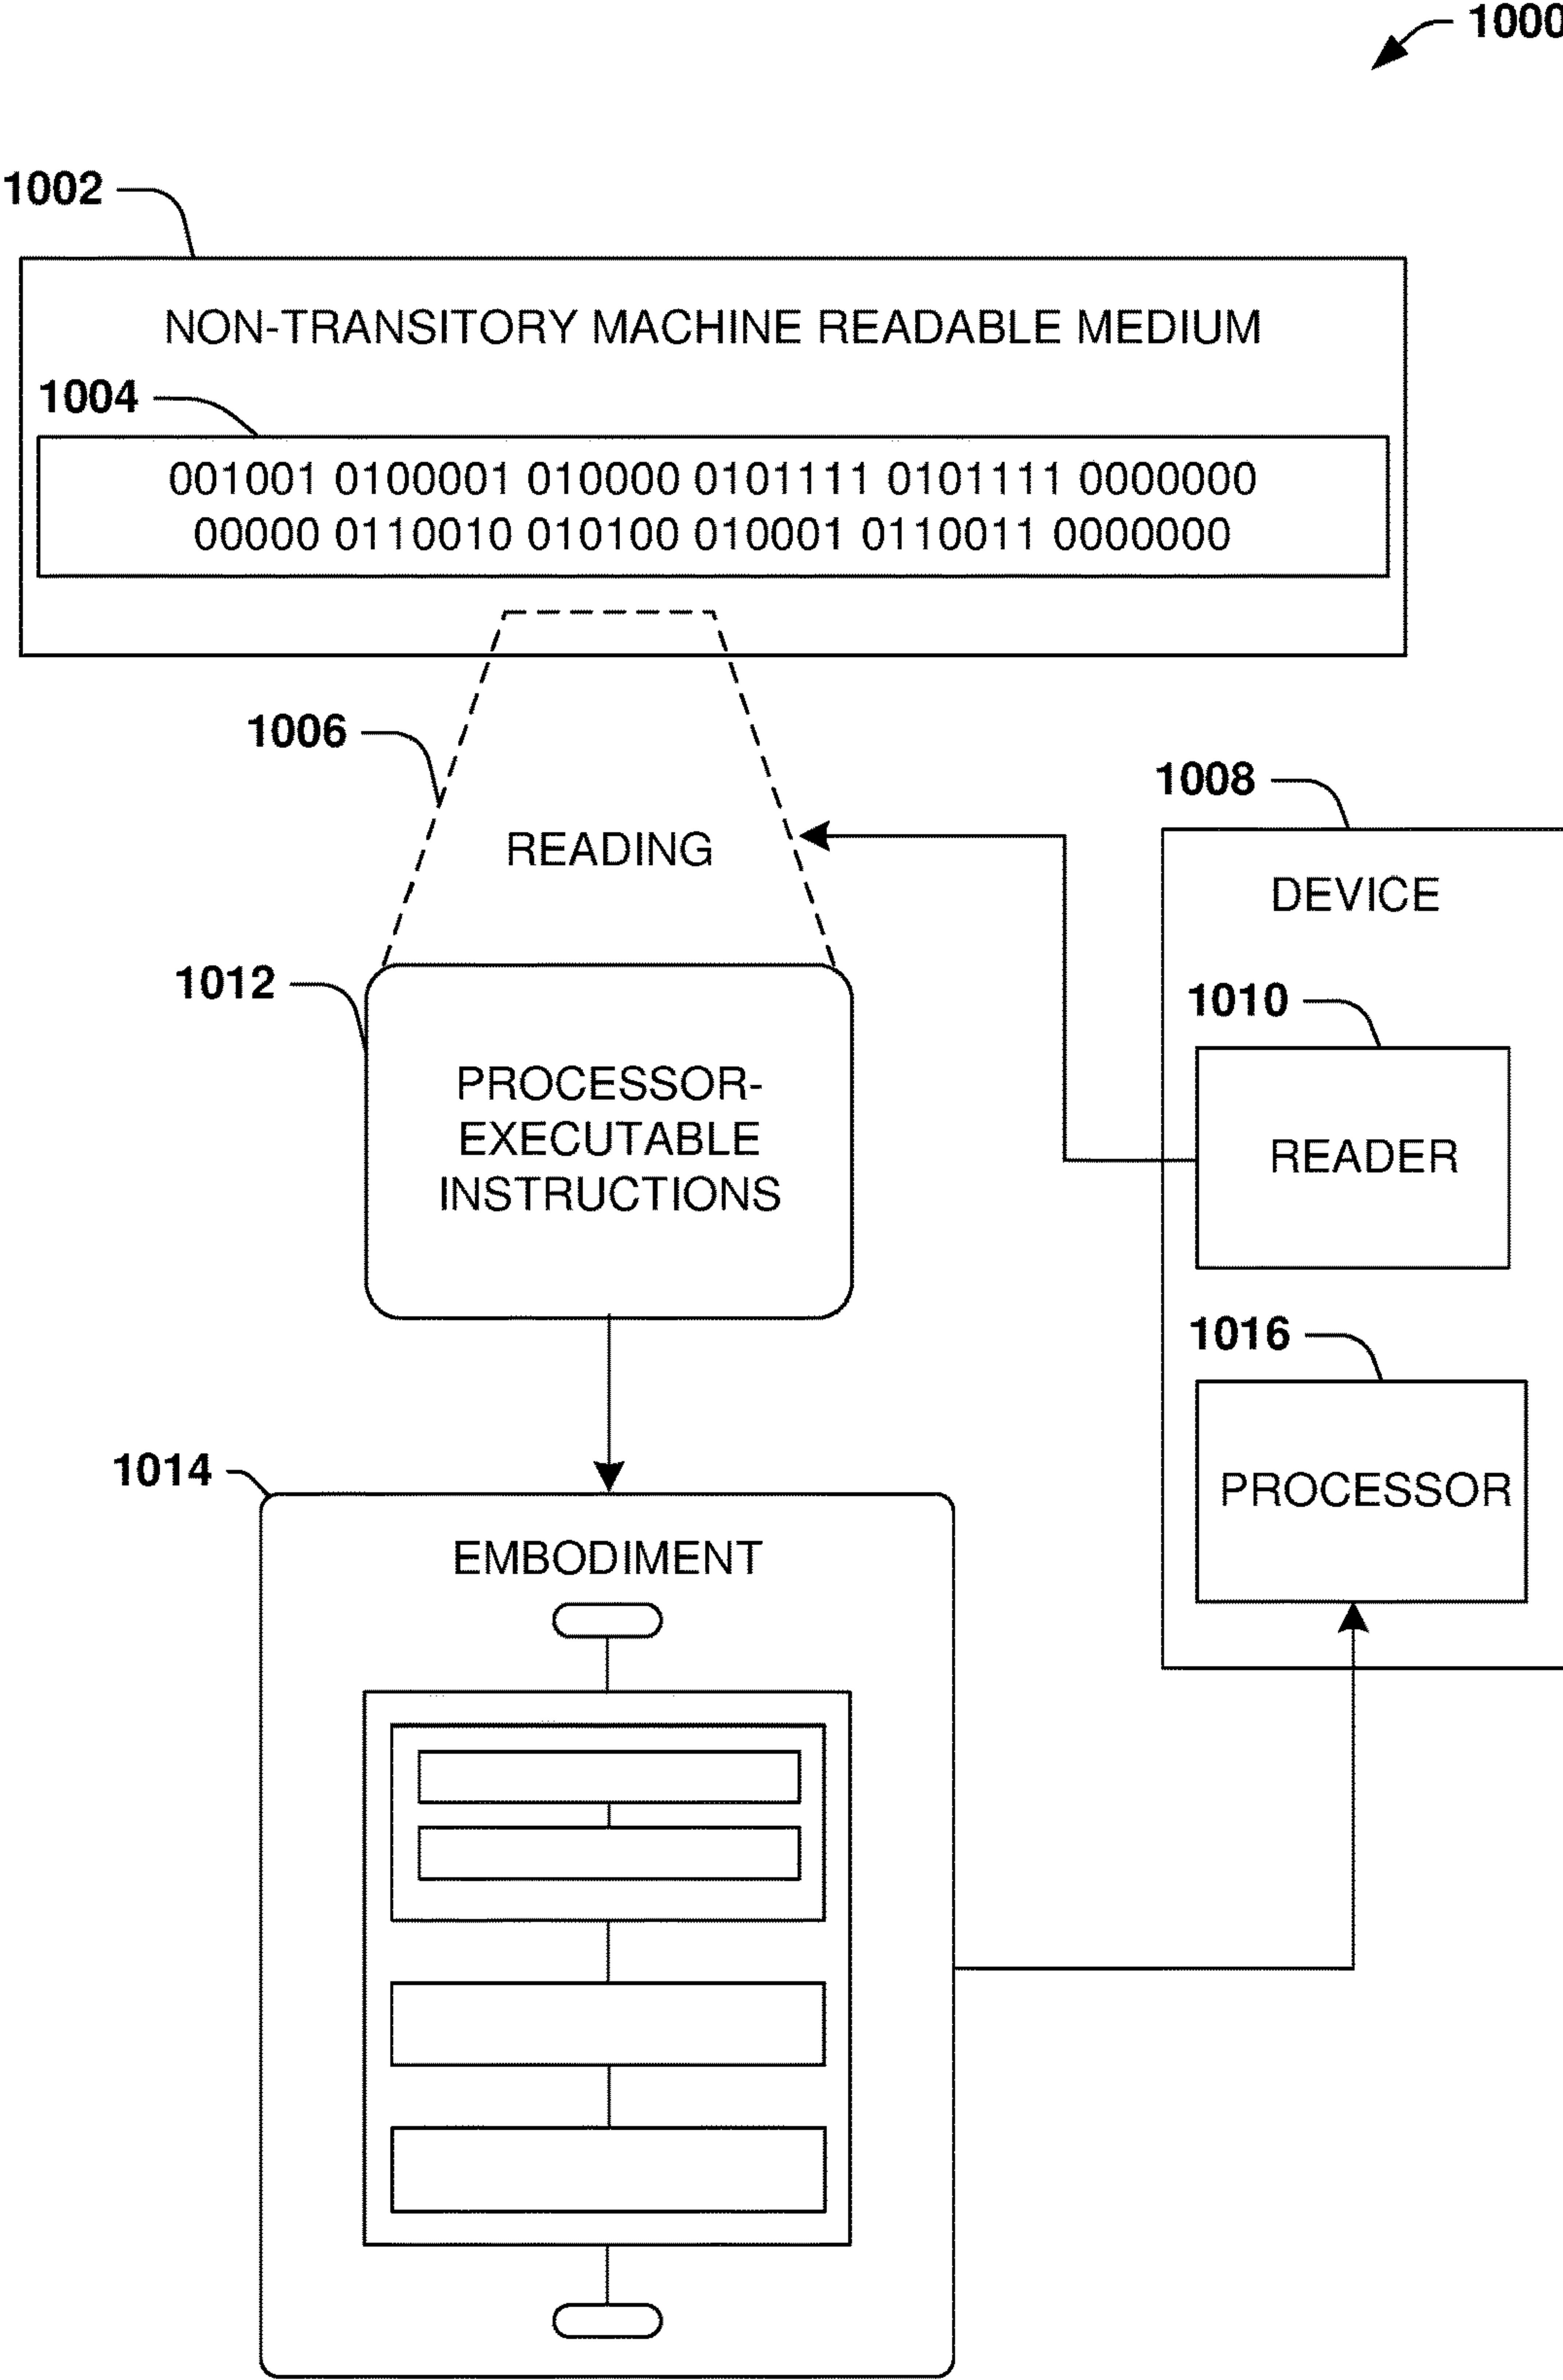 1000
1002
NON-TRANSITORY MACHINE READABLE MEDIUM
1004
001001 0100001 010000 0101111 0101111 0000000
00000 0110010 010100 010001 0110011 0000000
1006
READING
1008
DEVICE
1010
READER
1012
PROCESSOR-
EXECUTABLE
INSTRUCTIONS
1016
PROCESSOR
1014
EMBODIMENT